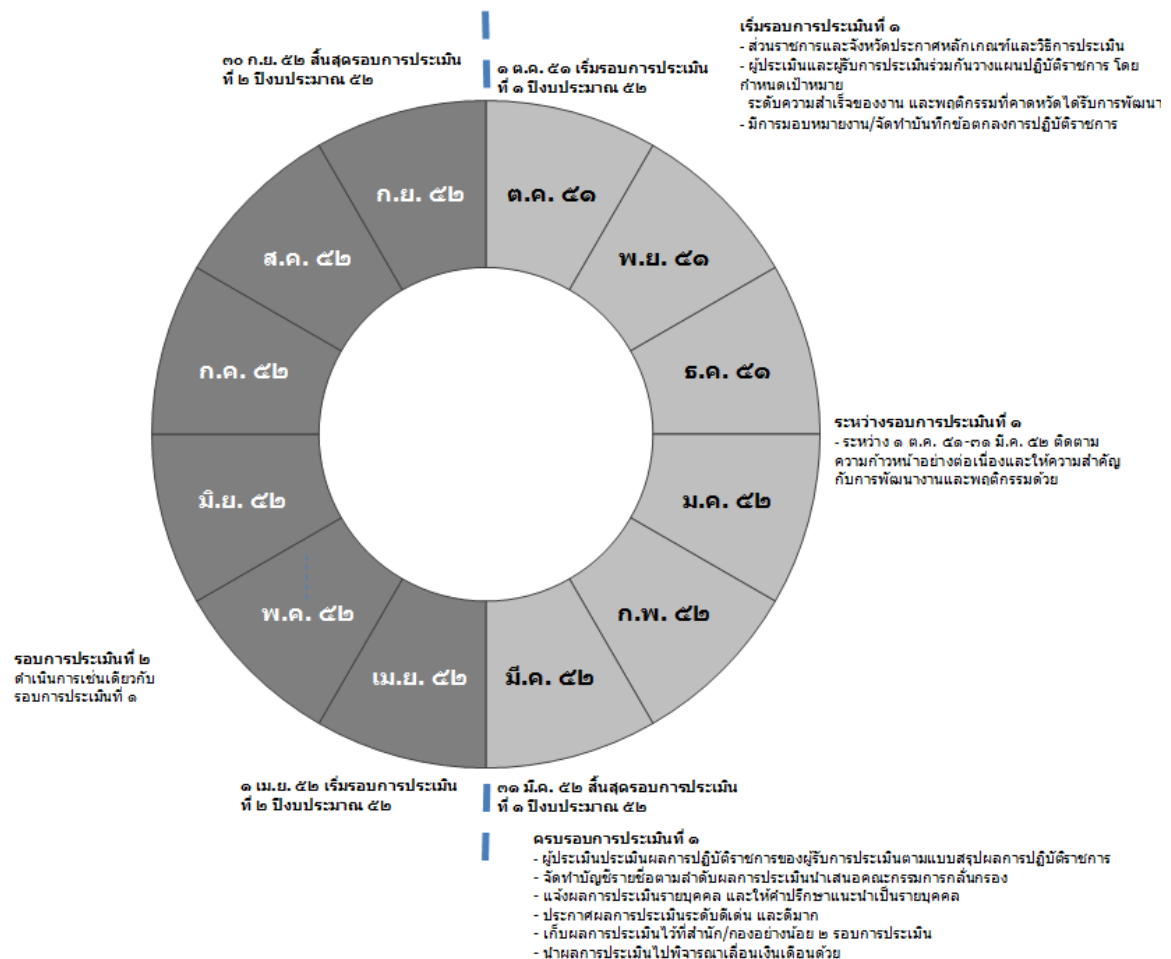 ๓๐ ก.ย. ๕๒ สิ้นสุดรอบการประเมิน
ที่ ๒ ปีงบประมาณ ๕๒
๑ ต.ค. ๕๑ เริ่มรอบการประเมิน
ที่ ๑ ปีงบประมาณ ๕๒
เริ่มรอบการประเมินที่ ๑
- ส่วนราชการและจังหวัดประกาศหลักเกณฑ์และวิธีการประเมิน
- ผู้ประเมินและผู้รับการประเมินร่วมกันวางแผนปฏิบัติราชการ โดย
กำหนดเป้าหมาย
ระดับความสำเร็จของงาน และพฤติกรรมที่คาดหวัดได้รับการพัฒนา
- มีการมอบหมายงาน/จัดทำบันทึกข้อตกลงการปฏิบัติราชการ
ก.ย. ๕๒
ต.ค. ๕๑
ส.ค. ๕๒
พ.ย. ๕๑
ก.ค. ๕๒
ธ.ค. ๕๑
ระหว่างรอบการประเมินที่ ๑
- ระหว่าง ๑ ต.ค. ๕๑-๓๑ มี.ค. ๕๒ ติดตาม
ความก้าวหน้าอย่างต่อเนื่องและให้ความสำคัญ
กับการพัฒนางานและพฤติกรรมด้วย
มิ.ย. ๕๒
ม.ค. ๕๒
พ.ค. ๕๒
ก.พ. ๕๒
รอบการประเมินที่ ๒
ดำเนินการเช่นเดียวกับ
รอบการประเมินที่ ๑
เม.ย. ๕๒
มี.ค. ๕๒
๑ เม.ย. ๕๒ เริ่มรอบการประเมิน
ที่ ๒ ปีงบประมาณ ๕๒
๓๑ มี.ค. ๕๒ สิ้นสุดรอบการประเมิน
ที่ ๑ ปีงบประมาณ ๕๒
ครบรอบการประเมินที่ ๑
- ผู้ประเมินประเมินผลการปฏิบัติราชการของผู้รับการประเมินตามแบบสรุปผลการปฏิบัติราชการ
- จัดทำบัญชีรายชื่อตามลำดับผลการประเมินนำเสนอคณะกรรมการกลั่นกรอง
- แจ้งผลการประเมินรายบุคคล และให้คำปรึกษาแนะนำเป็นรายบุคคล
- ประกาศผลการประเมินระดับดีเด่น และดีมาก
- เก็บผลการประเมินไว้ที่สำนัก/กองอย่างน้อย ๒ รอบการประเมิน
- นำผลการประเมินไปพิจารณาเลื่อนเงินเดือนด้วย